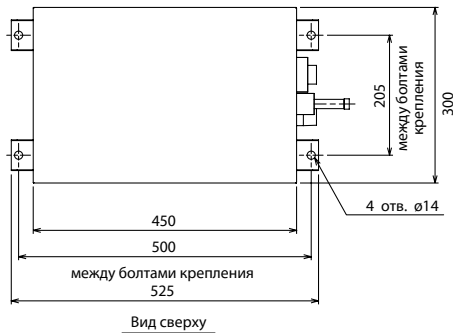 205
между болтами
крепления
300
4 отв. ø14
450
500
между болтами крепления
525
Вид сверху